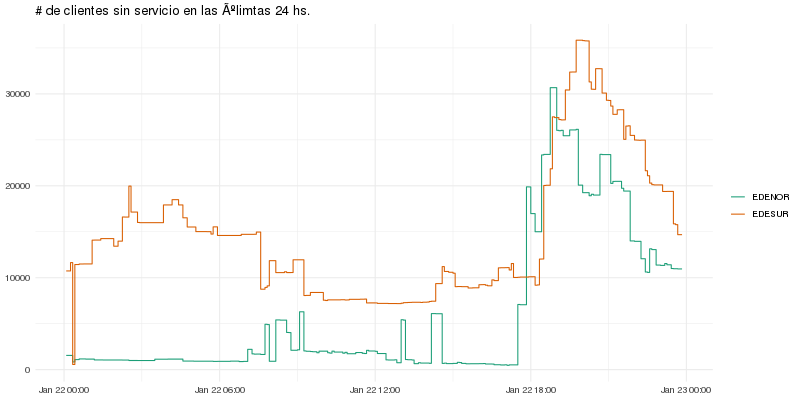 # de clientes sin servicio en las Ãºlimtas 24 hs.
30000
20000
10000
0
Jan 22 00:00
Jan 22 06:00
Jan 22 12:00
Jan 22 18:00
Jan 23 00:00
EDENOR
EDESUR